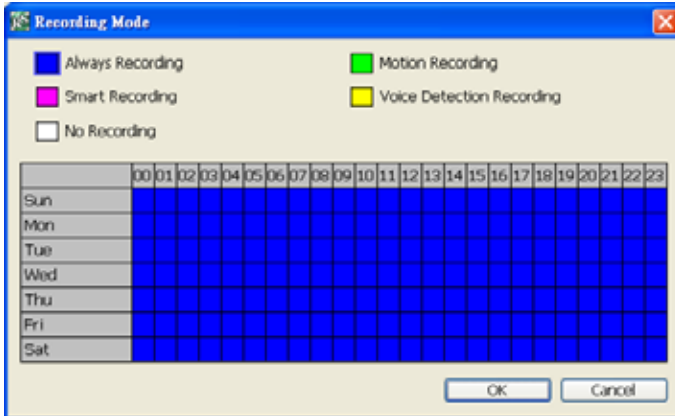 Recording Mode
Always Recording Motion Recording
Smart Recording Voice Detection Recording
No Recording
00 01 02 03 04 05 06 07 08 09 10 11 12 13 14 15 16 17 18 19 20 21 22 23
Sun
Mon
Tue
Wed
Thu
Fri
Sat
OK Cancel